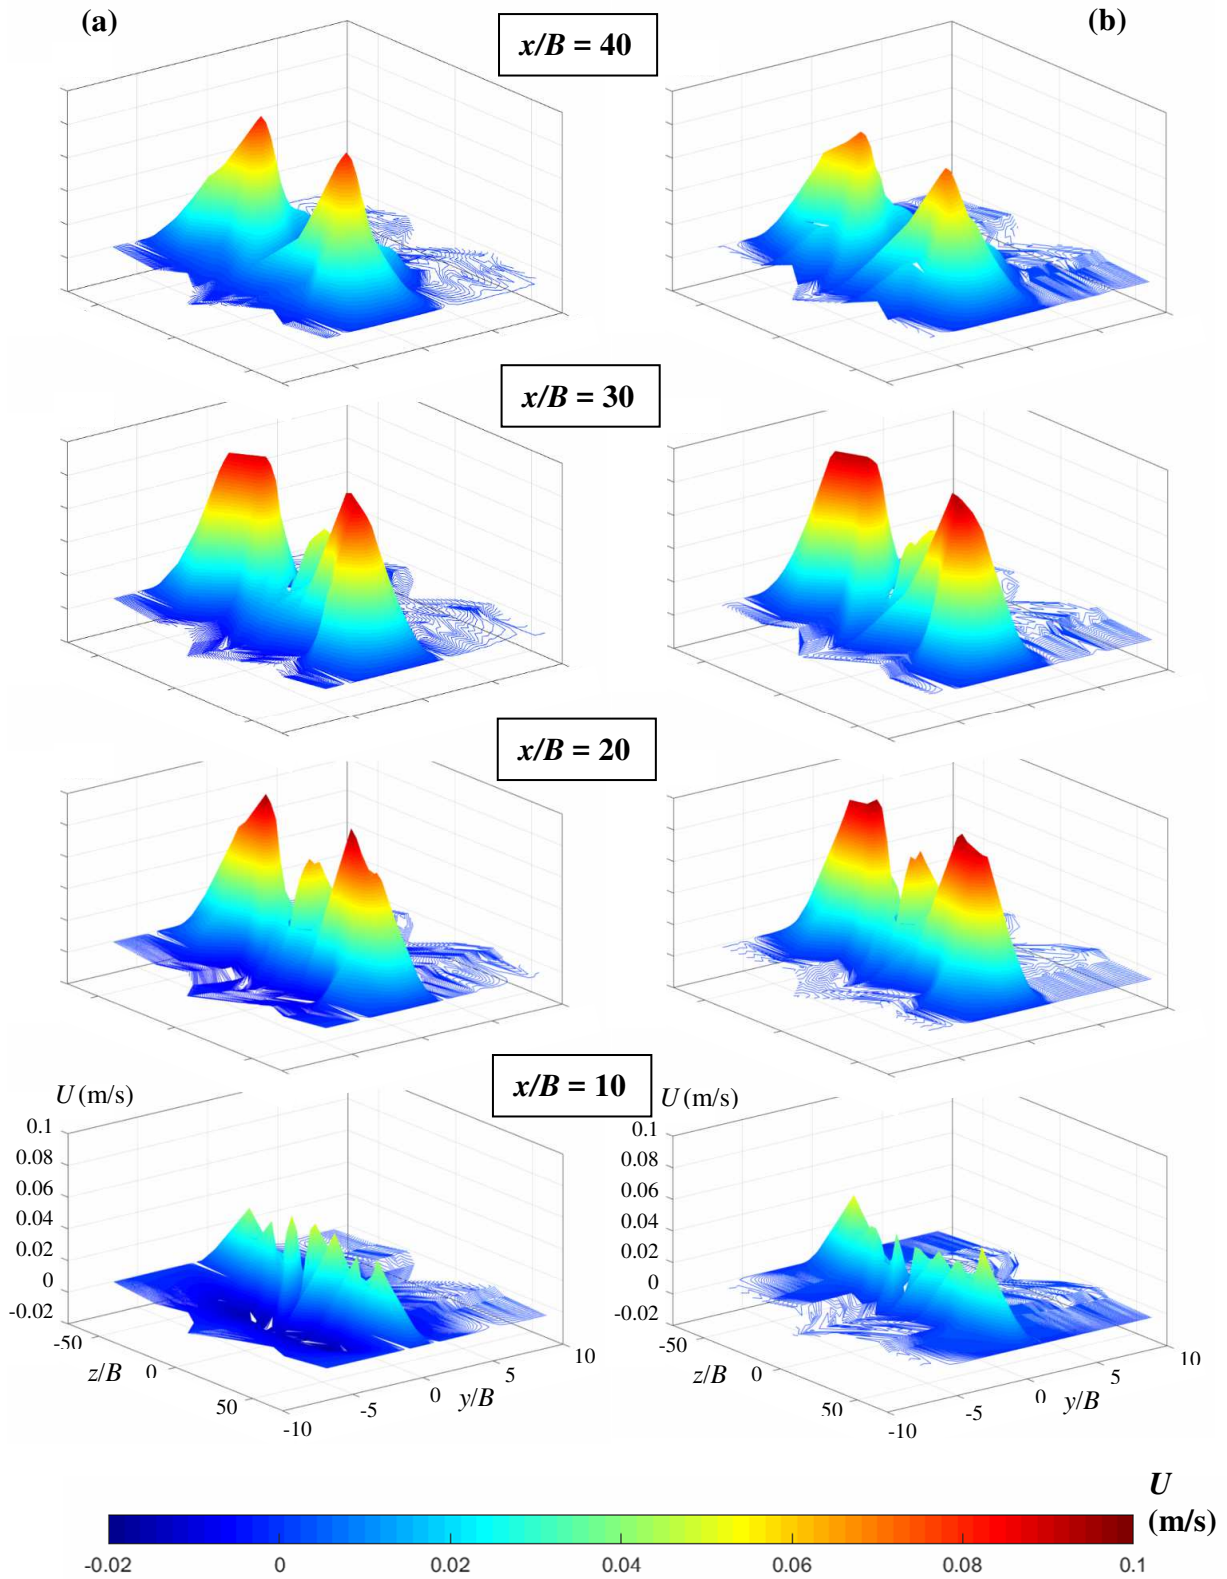 (a)
x/B = 40
(b)
x/B = 30
x/B = 20
x/B = 10
U (m/s)
0.1
0.08
0.06
0.04
0.02
0
-0.02
-50
z/B
0
50
-10
-5
0
y/B
5
10
U (m/s)
0.1
0.08
0.06
0.04
0.02
0
-0.02
-50
z/B
0
50
-10
-5
0
y/B
5
10
U
(m/s)
-0.02 0 0.02 0.04 0.06 0.08 0.1